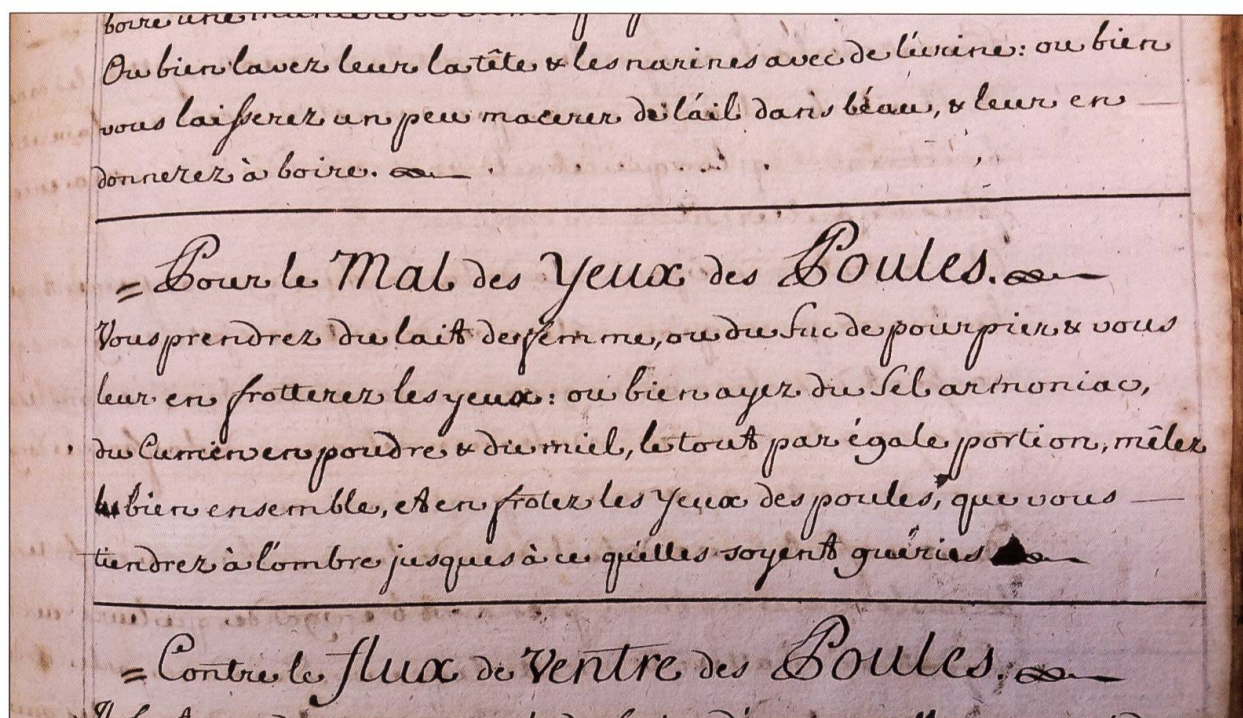 boire une maniere
Ou bien lavez leur la tête & les narines avec de l'urine: ou bien
vous laisserez un peu macerer de l'ail dans l'éau, & leur en
donnerez à boire.
= Pour le Mal des Yeux des Poules.
Vous prendrez du lait de femme, ou du suc de pourpier & vous
leur en frotterez les yeux: ou bien ayez du Sel armoniac,
du Cumin en poudre & du miel, le tout par égale portion, mêlez
bien ensemble, et en frotez les Yeux des poules, que vous
tiendrez à l'ombre jusques à ce qu'elles soyent guéries
= Contre le flux de Ventre des Poules.